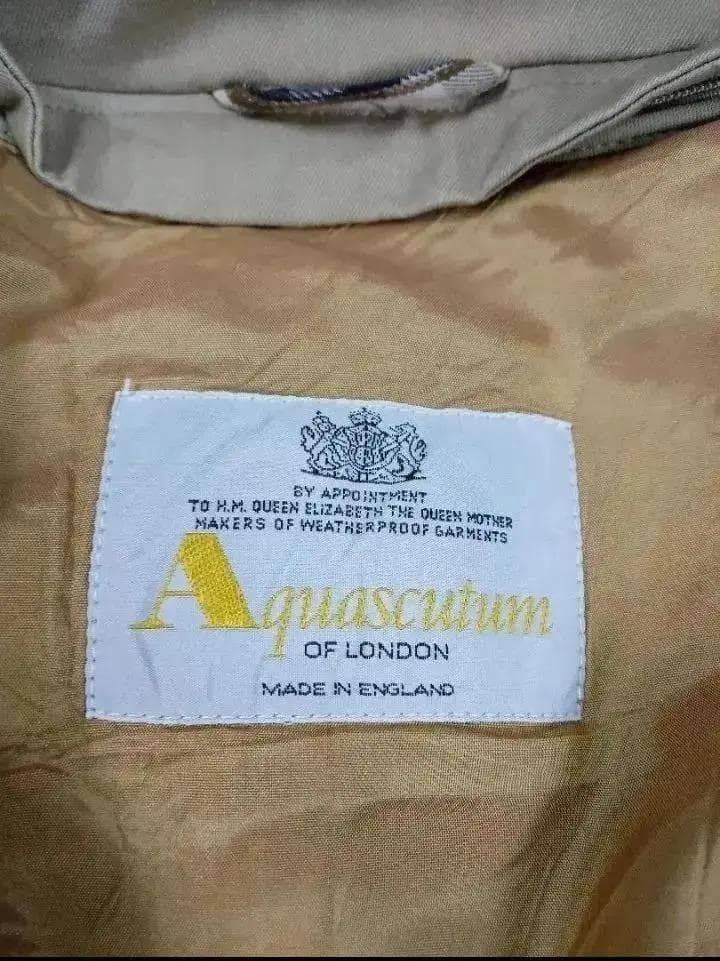 BY APPOINTMENT
TO H.M. QUEEN ELIZABETH THE QUEEN MOTHER
MAKERS OF WEATHERPROOF GARMENTS
Aquascutum
OF LONDON
MADE IN ENGLAND